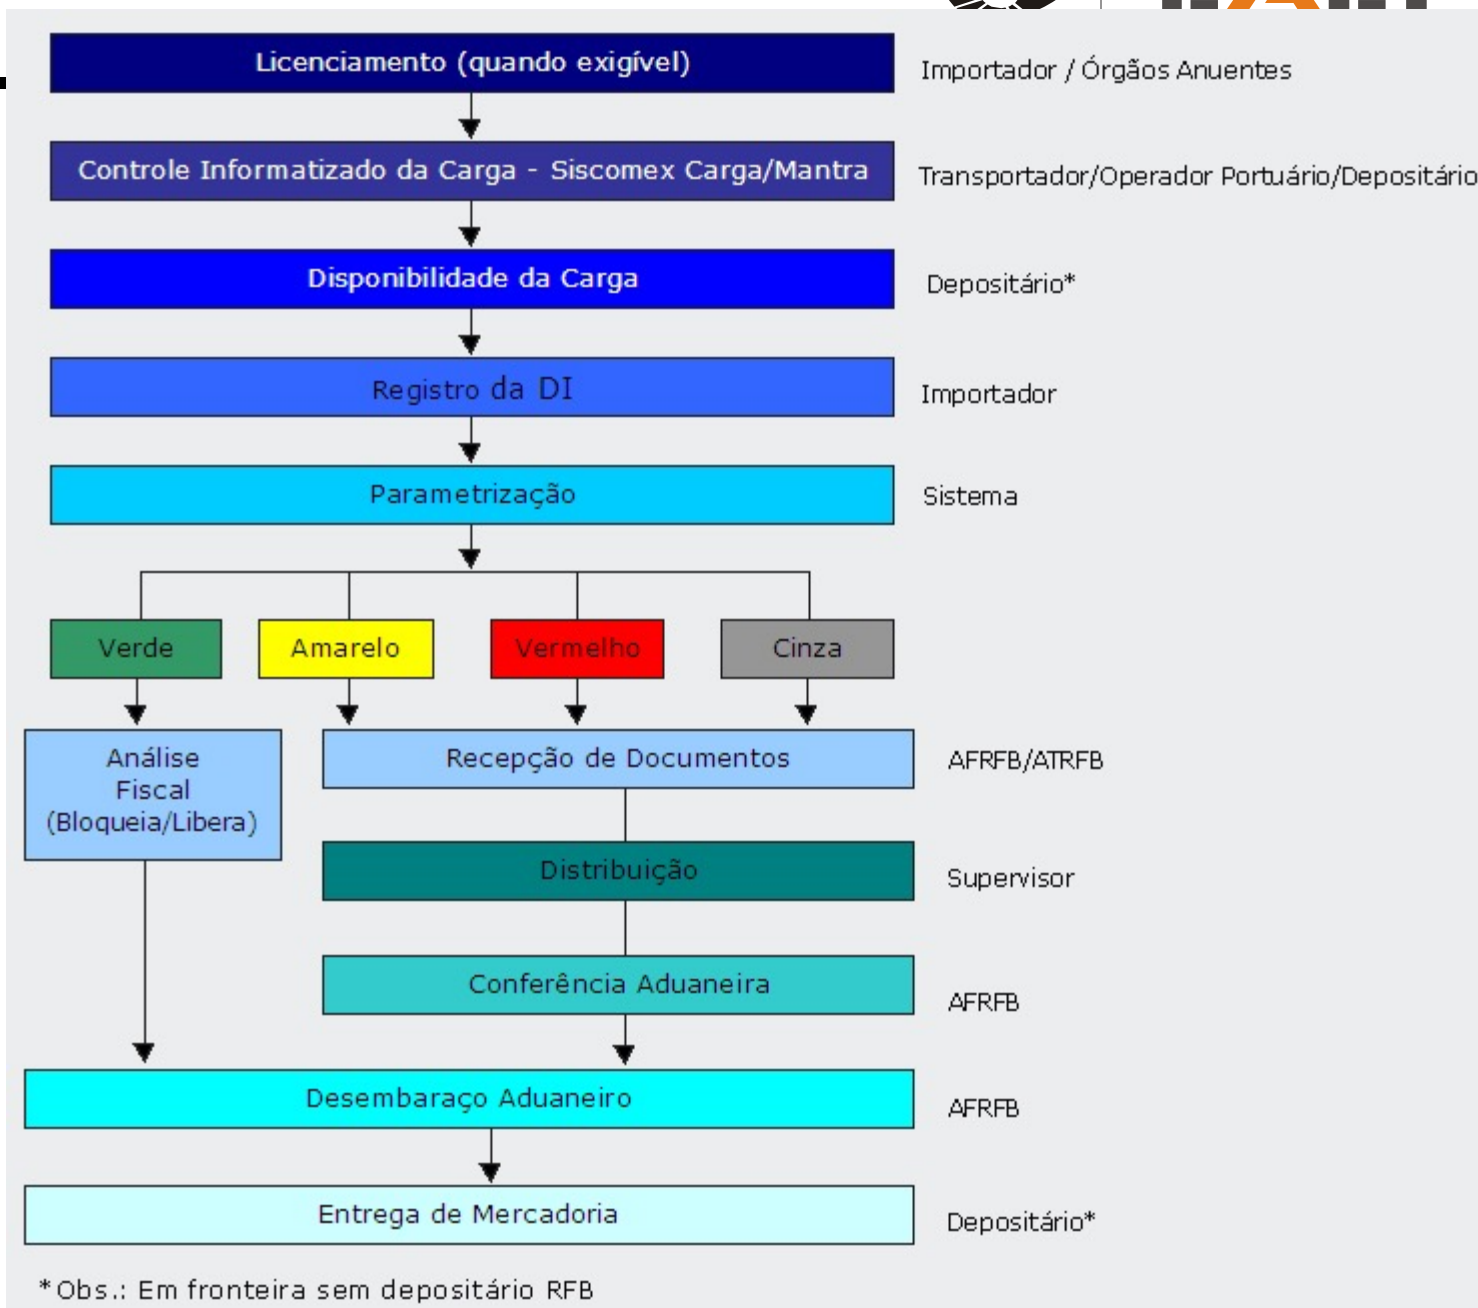 Licenciamento (quando exigível)
Importador / Órgãos Anuentes
Controle Informatizado da Carga - Siscomex Carga/Mantra
Transportador/Operador Portuário/Depositário
Disponibilidade da Carga
Depositário*
Registro da DI
Importador
Parametrização
Sistema
Verde
Amarelo
Vermelho
Cinza
Análise
Fiscal
(Bloqueia/Libera)
Recepção de Documentos
AFRFB/ATRFB
Distribuição
Supervisor
Conferência Aduaneira
AFRFB
Desembaraço Aduaneiro
AFRFB
Entrega de Mercadoria
Depositário*
*Obs.: Em fronteira sem depositário RFB